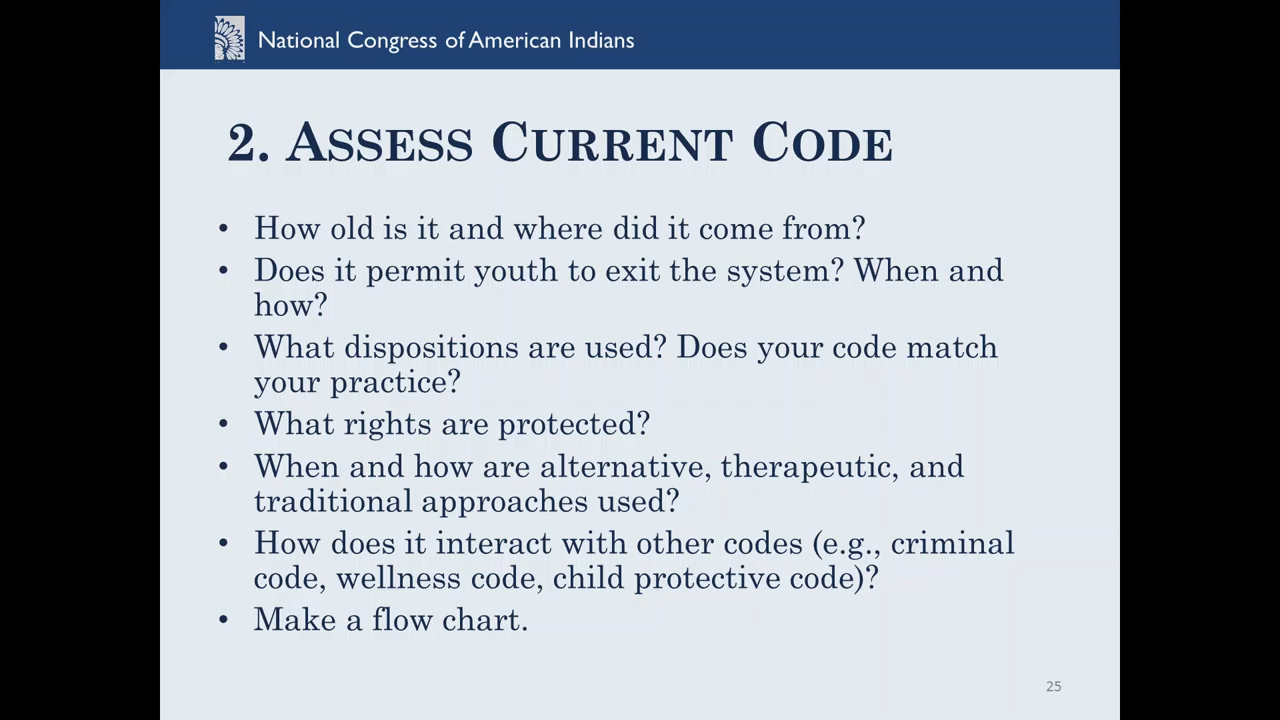 National Congress of American Indians
2. ASSESS CURRENT CODE
• How old is it and where did it come from?
• Does it permit youth to exit the system? When and
how?
• What dispositions are used? Does your code match
your practice?
• What rights are protected?
• When and how are alternative, therapeutic, and
traditional approaches used?
• How does it interact with other codes (e.g., criminal
code, wellness code, child protective code)?
• Make a flow chart.
25